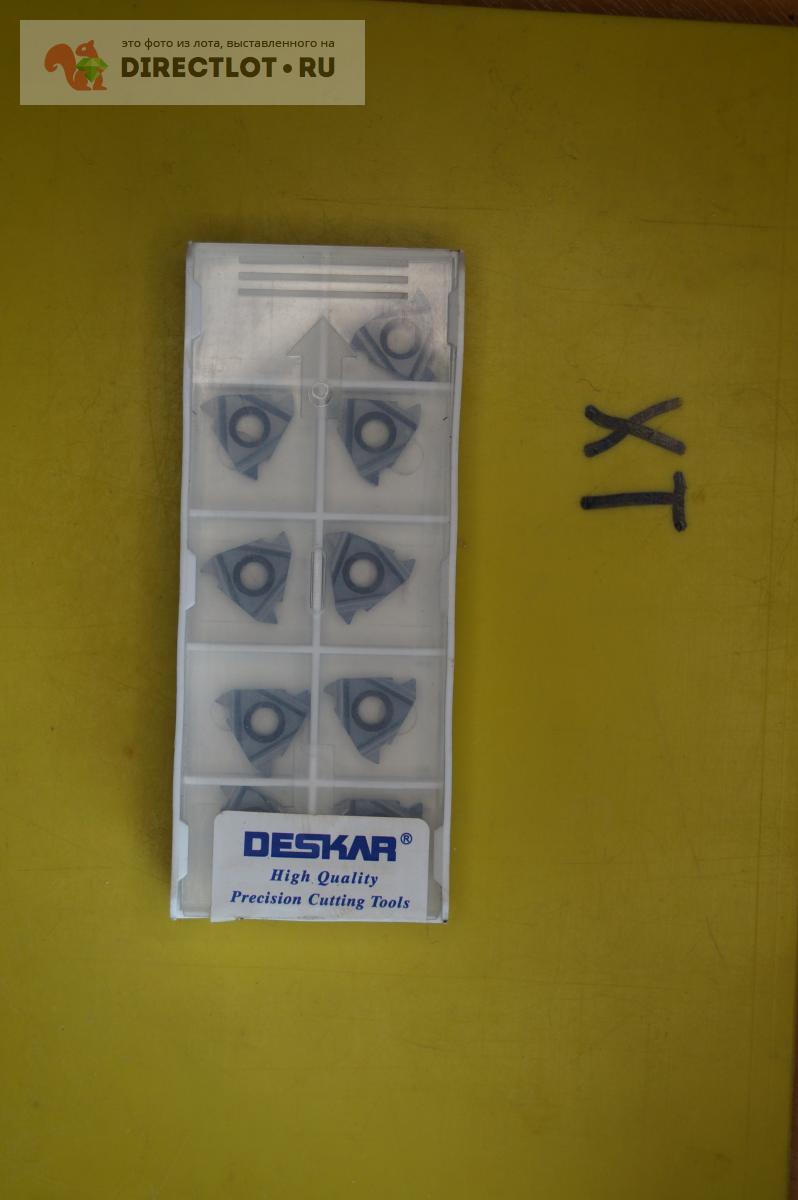 это фото из лота, выставленного на
DIRECTLOT•RU
XT
DESKAR®
High Quality
Precision Cutting Tools